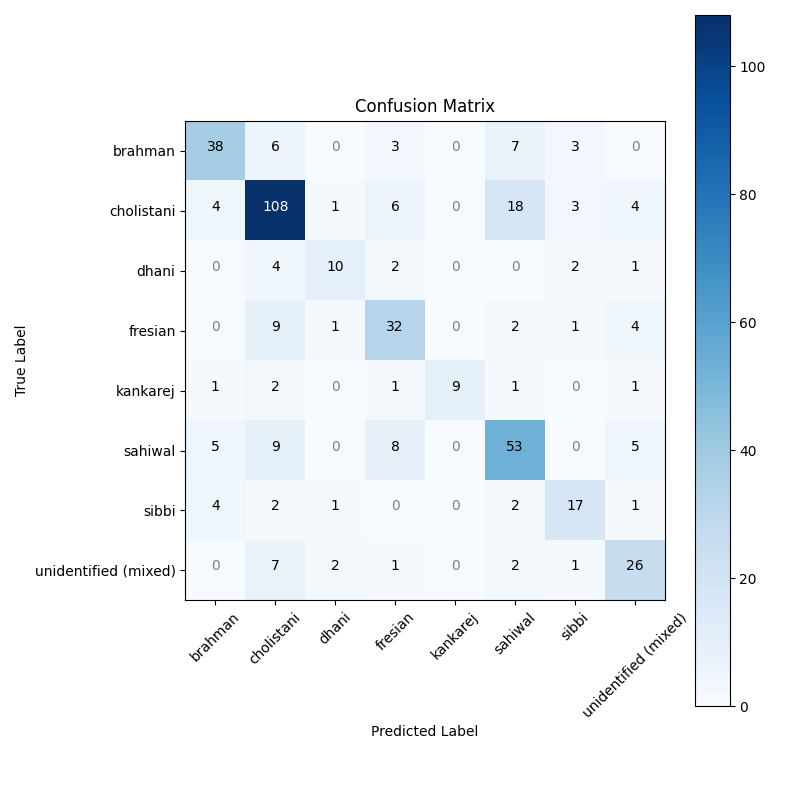 Confusion Matrix
brahman 38 6 0 3 0 7 3 0
cholistani 4 108 1 6 0 18 3 4
dhani 0 4 10 2 0 0 2 1
fresian 0 9 1 32 0 2 1 4
kankarej 1 2 0 1 9 1 0 1
sahiwal 5 9 0 8 0 53 0 5
sibbi 4 2 1 0 0 2 17 1
unidentified (mixed) 0 7 2 1 0 2 1 26
brahman cholistani dhani fresian kankarej sahiwal sibbi unidentified (mixed)
Predicted Label
True Label
100
80
60
40
20
0